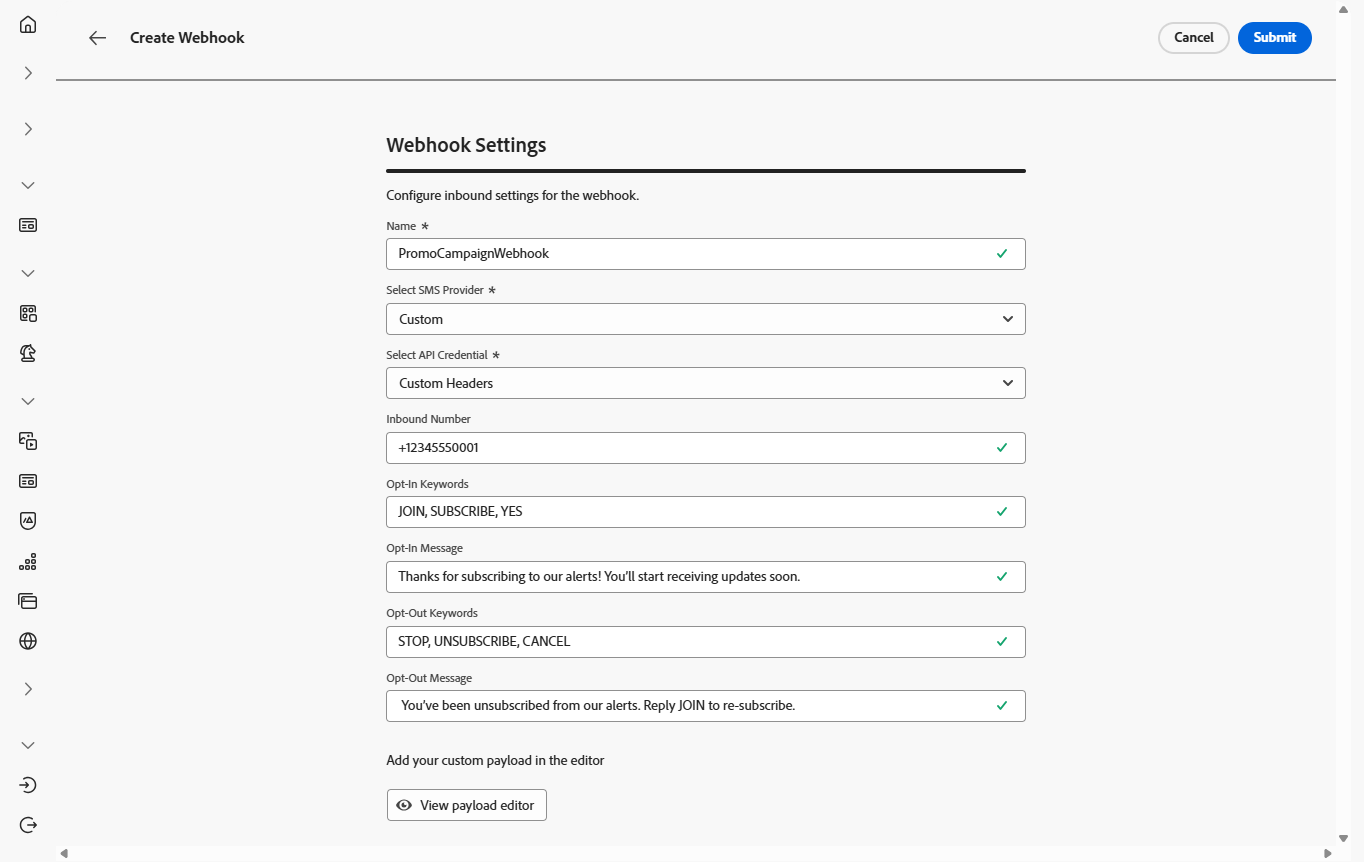 Create Webhook
Cancel
Submit
Webhook Settings
Configure inbound settings for the webhook.
Name *
PromoCampaignWebhook
Select SMS Provider *
Custom
Select API Credential *
Custom Headers
Inbound Number
+12345550001
Opt-In Keywords
JOIN, SUBSCRIBE, YES
Opt-In Message
Thanks for subscribing to our alerts! You’ll start receiving updates soon.
Opt-Out Keywords
STOP, UNSUBSCRIBE, CANCEL
Opt-Out Message
You’ve been unsubscribed from our alerts. Reply JOIN to re-subscribe.
Add your custom payload in the editor
View payload editor